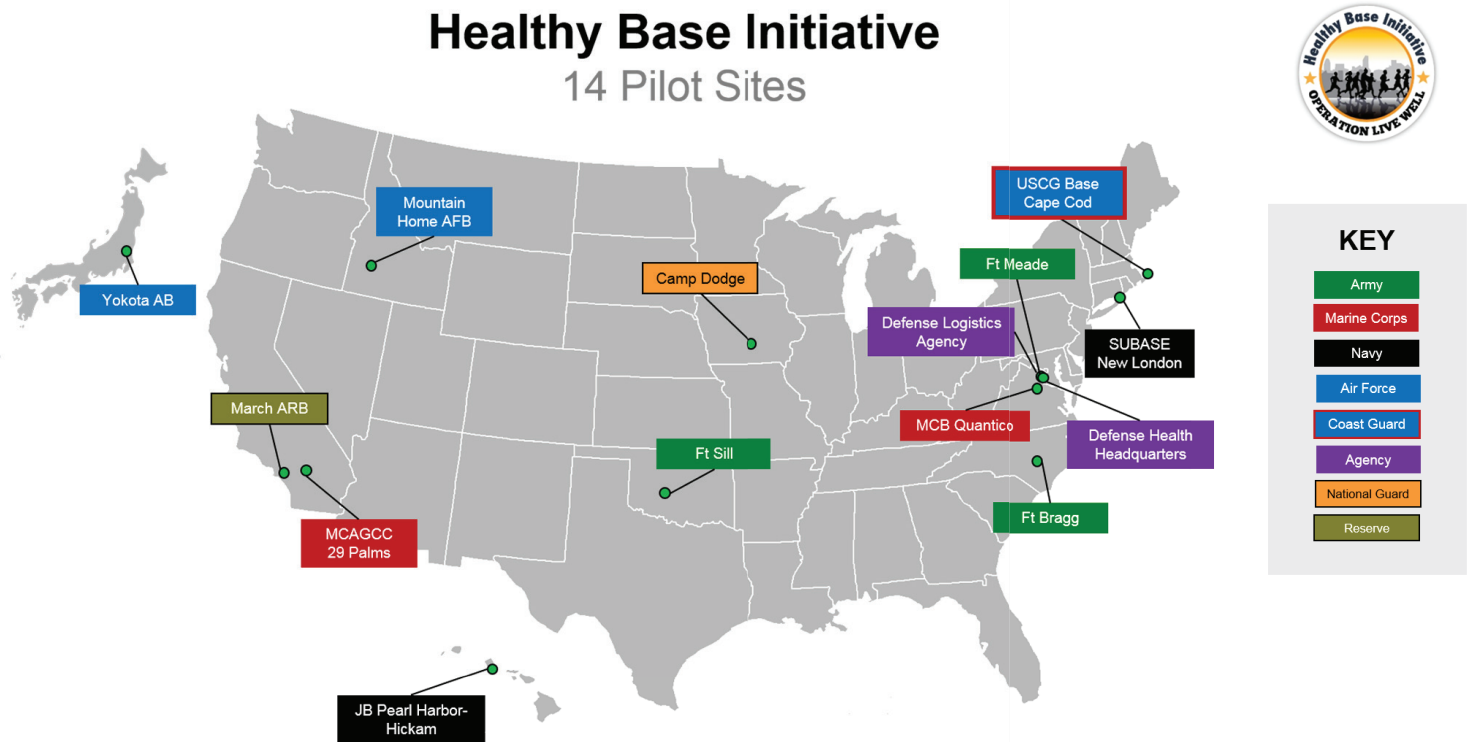 Healthy Base Initiative
14 Pilot Sites
Healthy Base Initiative
OPERATION LIVE WELL
Mountain
Home AFB
USCG Base
Cape Cod
Ft Meade
Camp Dodge
Yokota AB
Defense Logistics
Agency
SUBASE
New London
March ARB
MCB Quantico
Defense Health
Headquarters
Ft Sill
Ft Bragg
MCAGCC
29 Palms
JB Pearl Harbor-
Hickam
KEY
Army
Marine Corps
Navy
Air Force
Coast Guard
Agency
National Guard
Reserve